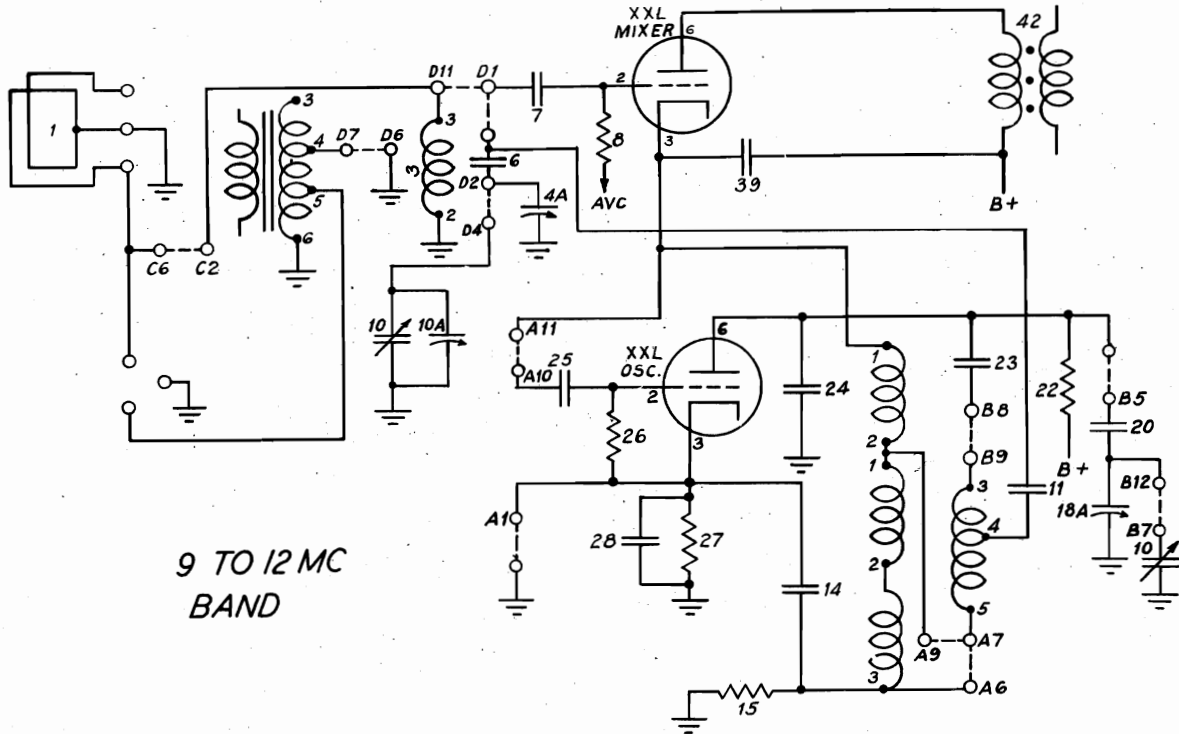 XXL
MIXER
6
42
D11
D1
2
7
3
1
3
4
D7
D6
3
3
6
8
3
39
5
D2
4A
AVC
B+
2
D4
6
C6
C2
10
10A
A11
XXL
OSC.
6
25
A10
1
23
24
22
2
B5
26
3
B8
20
2
1
B9
B+
B12
3
11
A1
18A
4
B7
28
27
10
2
9 TO 12 MC
BAND
14
5
A9
A7
3
A6
15